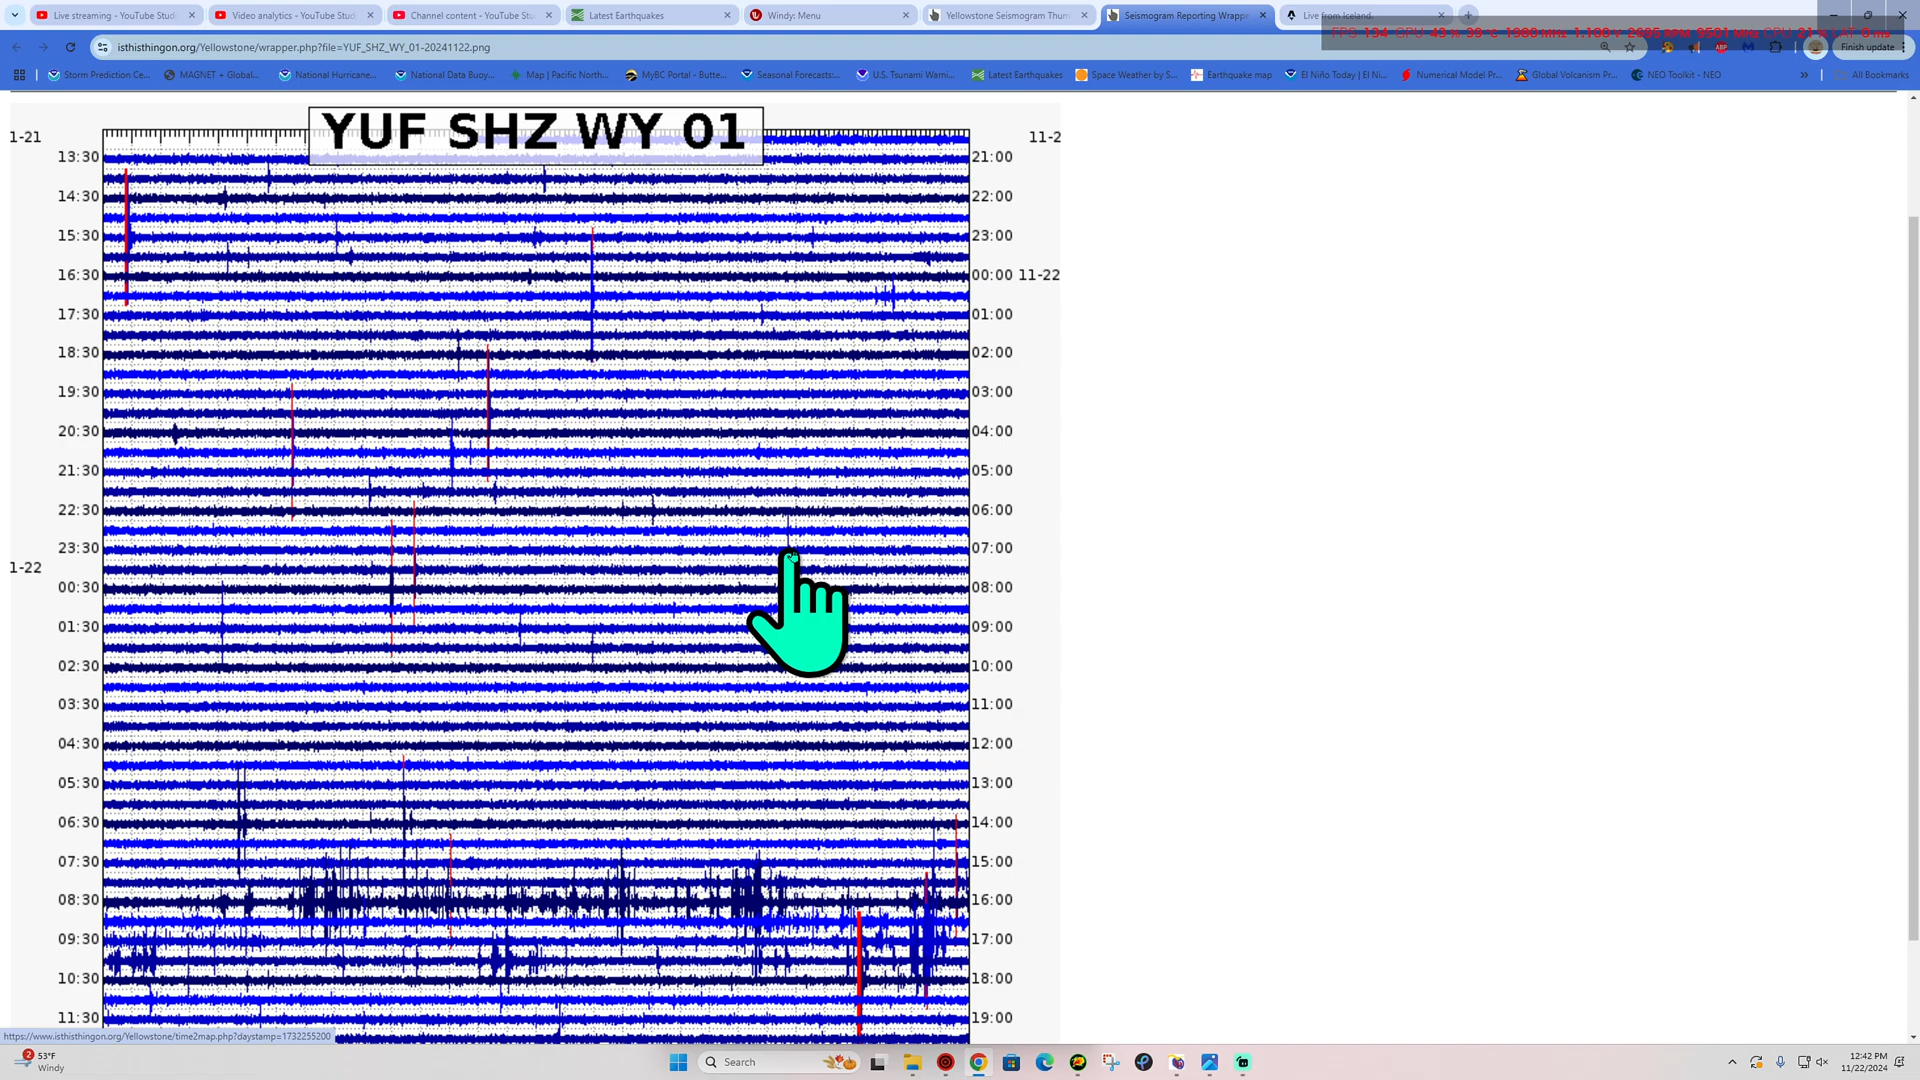 Live streaming - YouTube Studi
Video analytics - YouTube Stud
Channel content - YouTube Stu
Latest Earthquakes
Windy: Menu
Yellowstone Seismogram Thum
Seismogram Reporting Wrappe
Live from Iceland.
isthisthingon.org/Yellowstone/wrapper.php?file=YUF_SHZ_WY_01-20241122.png
Finish update
Storm Prediction Ce...
MAGNET + Global...
National Hurricane...
National Data Buoy...
Map | Pacific North...
MyBC Portal - Butte...
Seasonal Forecasts:...
U.S. Tsunami Warni...
Latest Earthquakes
Space Weather by S...
Earthquake map
El Niño Today | El Ni...
Numerical Model Pr...
Global Volcanism Pr...
NEO Toolkit - NEO
All Bookmarks
YUF SHZ WY 01
1-21 11-2
13:30 21:00
14:30 22:00
15:30 23:00
16:30 00:00 11-22
17:30 01:00
18:30 02:00
19:30 03:00
20:30 04:00
21:30 05:00
22:30 06:00
23:30 07:00
1-22
00:30 08:00
01:30 09:00
02:30 10:00
03:30 11:00
04:30 12:00
05:30 13:00
06:30 14:00
07:30 15:00
08:30 16:00
09:30 17:00
10:30 18:00
11:30 19:00
https://www.isthisthingon.org/Yellowstone/time2map.php?daystamp=1732255200
2
53°F
Windy
Search
12:42 PM
11/22/2024